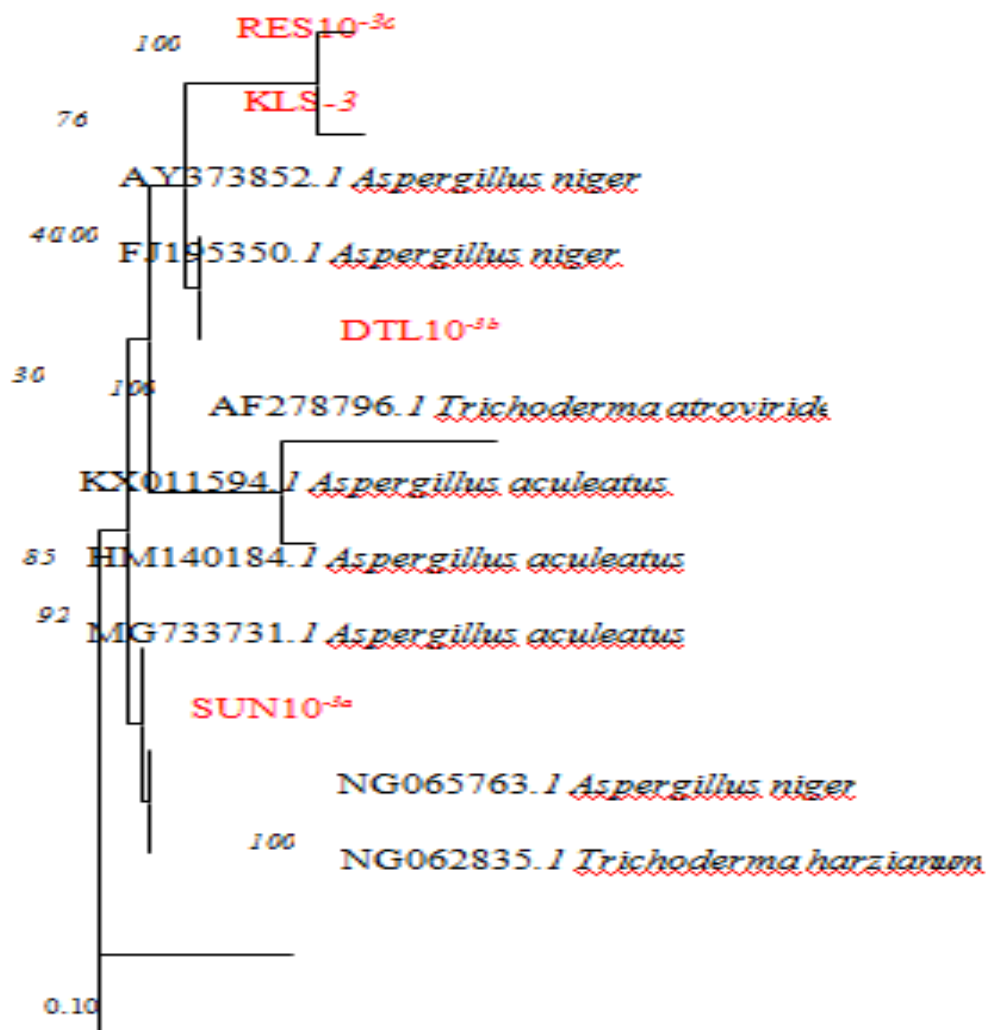 RES10-3c
100
KLS-3
76
AY373852.1 Aspergillus niger
100
FJ195350.1 Aspergillus niger
DTL10-3b
30
100
AF278796.1 Trichoderma atroviride
KX011594.1 Aspergillus aculeatus
85 HM140184.1 Aspergillus aculeatus
92
MG733731.1 Aspergillus aculeatus
SUN10-3a
NG065763.1 Aspergillus niger
100
NG062835.1 Trichoderma harzianum
0.10